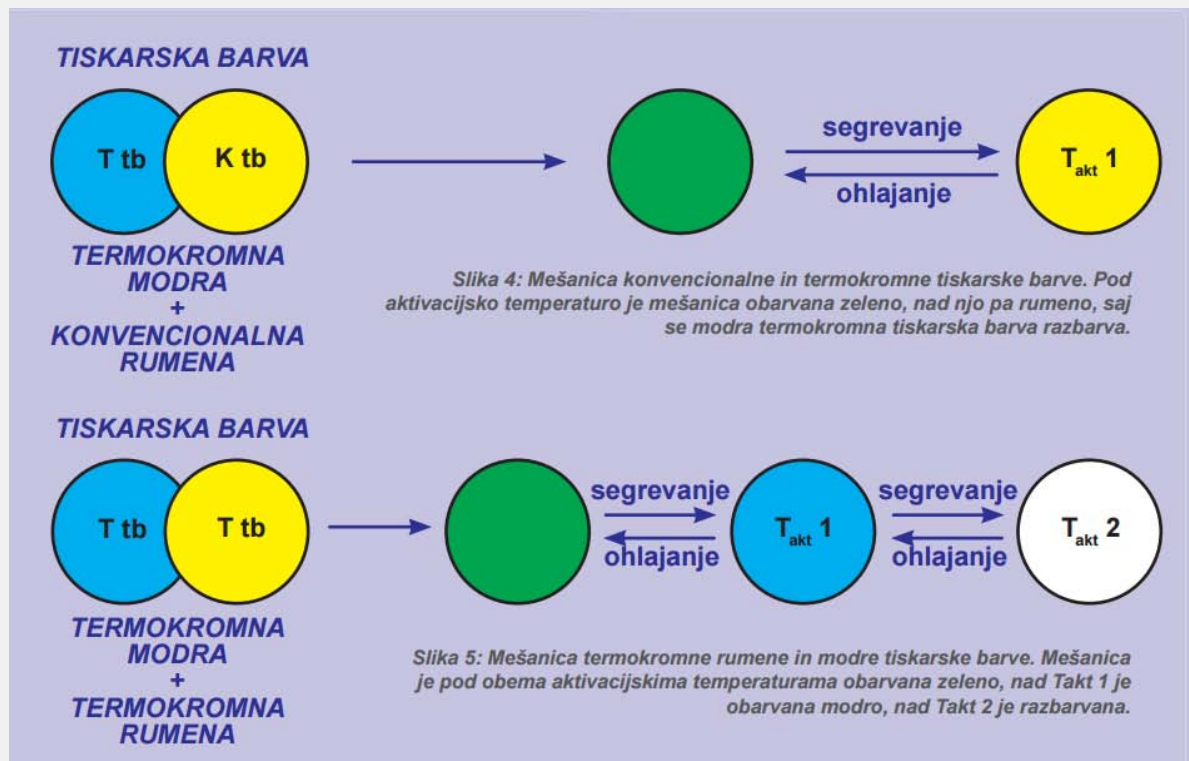 TISKARSKA BARVA
T tb
K tb
segrevanje
ohlajanje
Takt 1
TERMOKROMNA
MODRA
+
KONVENCIONALNA
RUMENA
Slika 4: Mešanica konvencionalne in termokromne tiskarske barve. Pod
aktivacijsko temperaturo je mešanica obarvana zeleno, nad njo pa rumeno, saj
se modra termokromna tiskarska barva razbarva.
TISKARSKA BARVA
T tb
T tb
segrevanje
ohlajanje
Takt 1
segrevanje
ohlajanje
Takt 2
TERMOKROMNA
MODRA
+
TERMOKROMNA
RUMENA
Slika 5: Mešanica termokromne rumene in modre tiskarske barve. Mešanica
je pod obema aktivacijskima temperaturama obarvana zeleno, nad Takt 1 je
obarvana modro, nad Takt 2 je razbarvana.